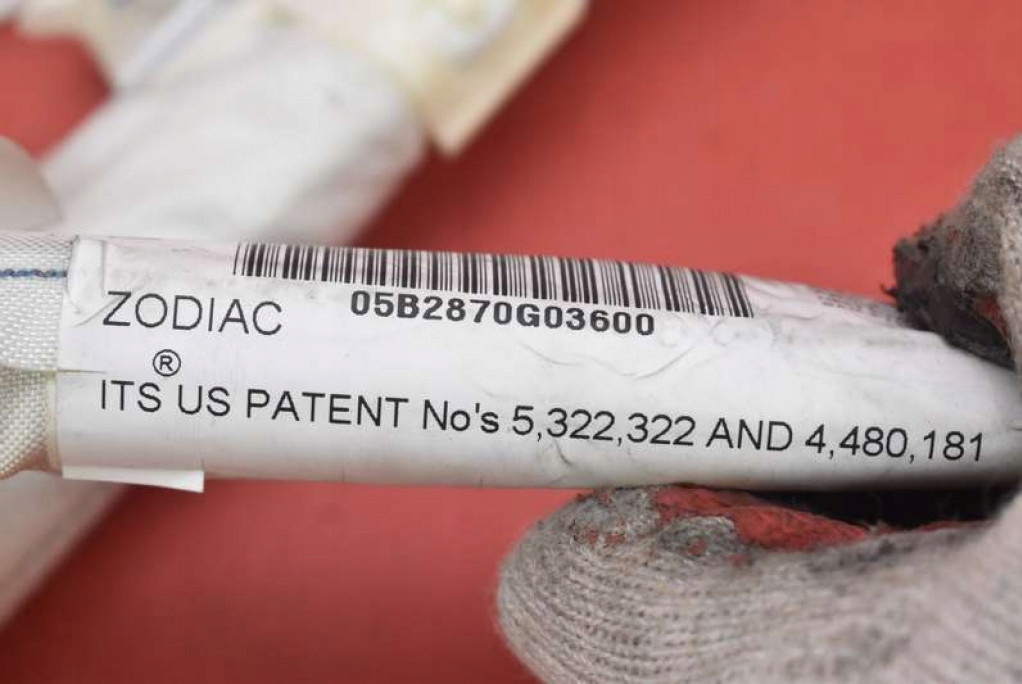 05B2870G03600
ZODIAC
®
ITS US PATENT No's 5,322,322 AND 4,480,181